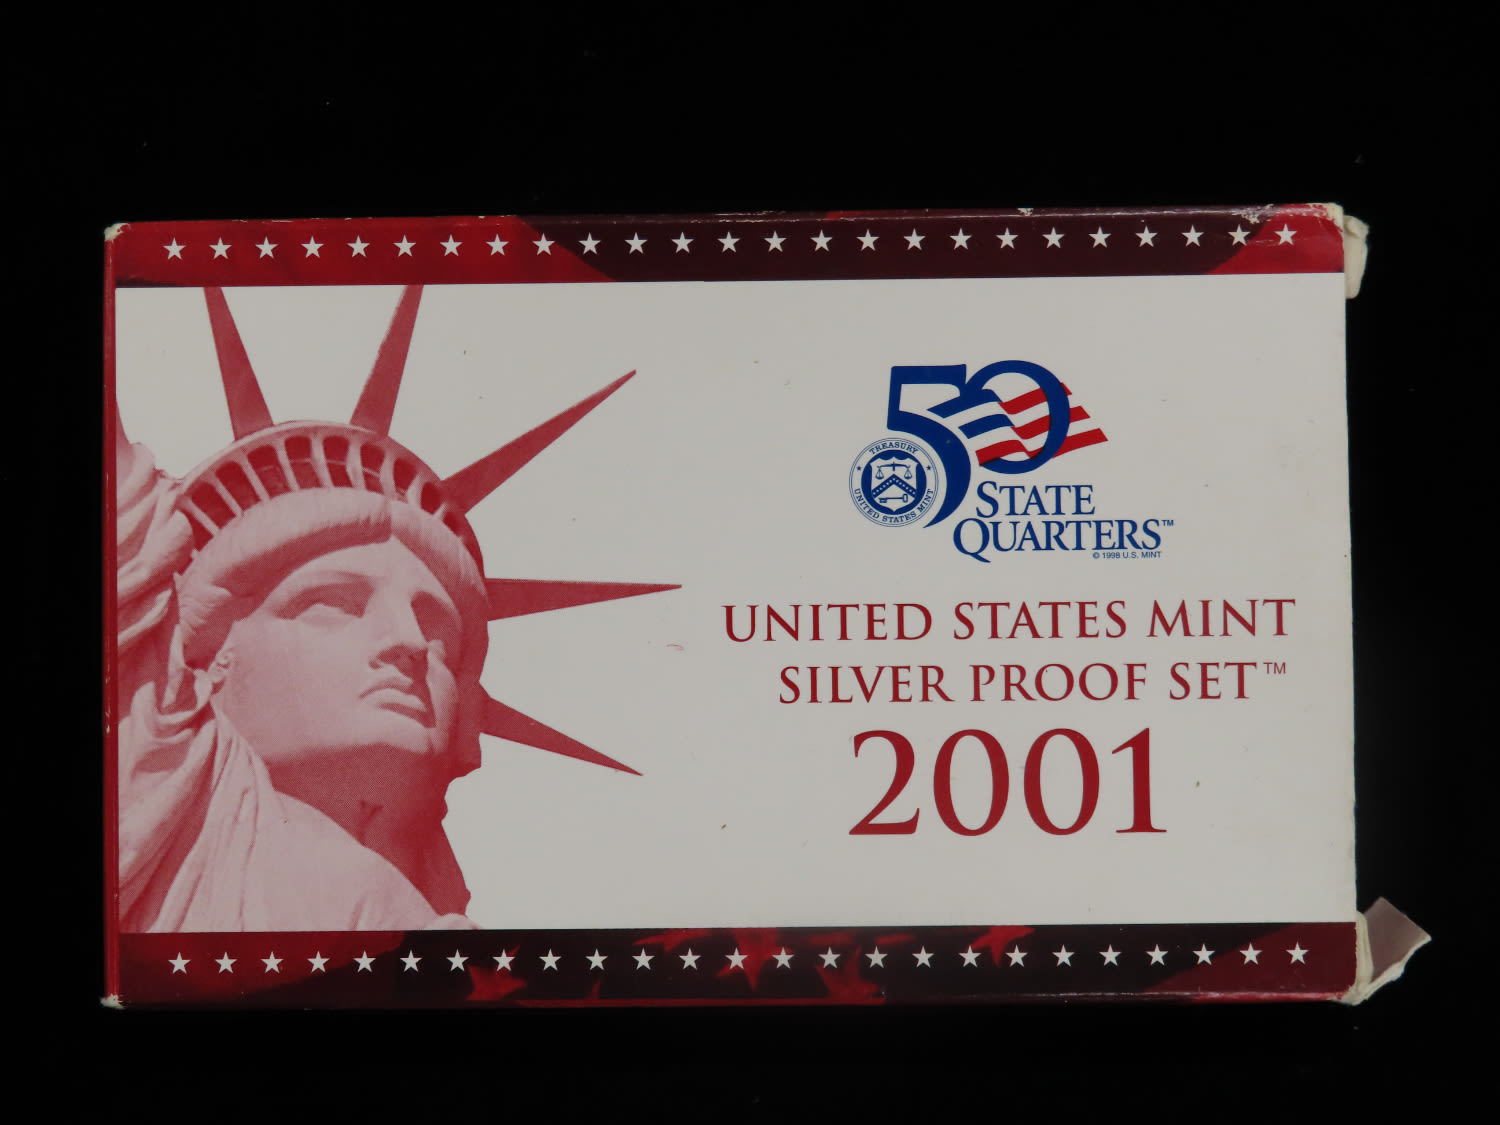 50
TREASURY
UNITED STATES MINT
STATE
QUARTERS™
© 1998 U.S. MINT
UNITED STATES MINT
SILVER PROOF SET™
2001